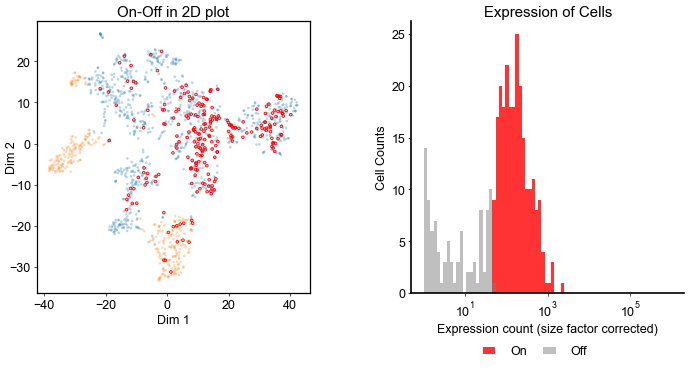 On-Off in 2D plot
Dim 2
20
10
0
−10
−20
−30
−40
−20
0
20
40
Dim 1
Expression of Cells
Cell Counts
25
20
15
10
5
0
10^1
10^3
10^5
Expression count (size factor corrected)
On Off